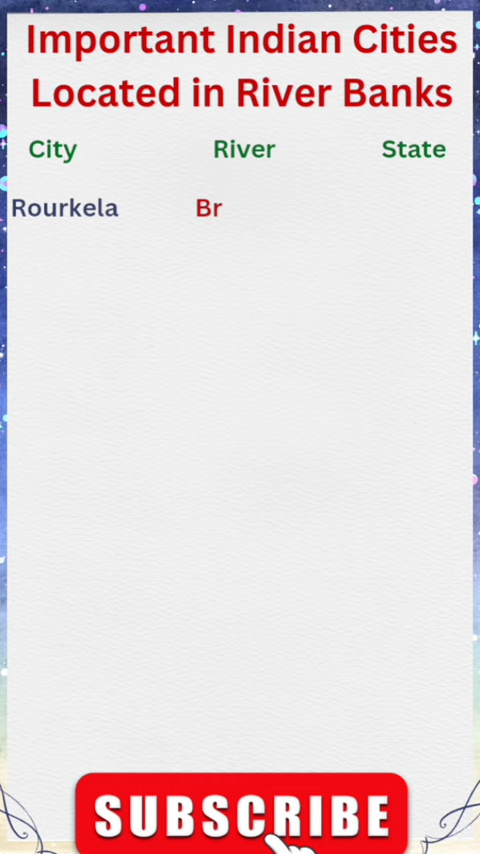 Important Indian Cities
Located in River Banks
City River State
Rourkela Br
SUBSCRIBE